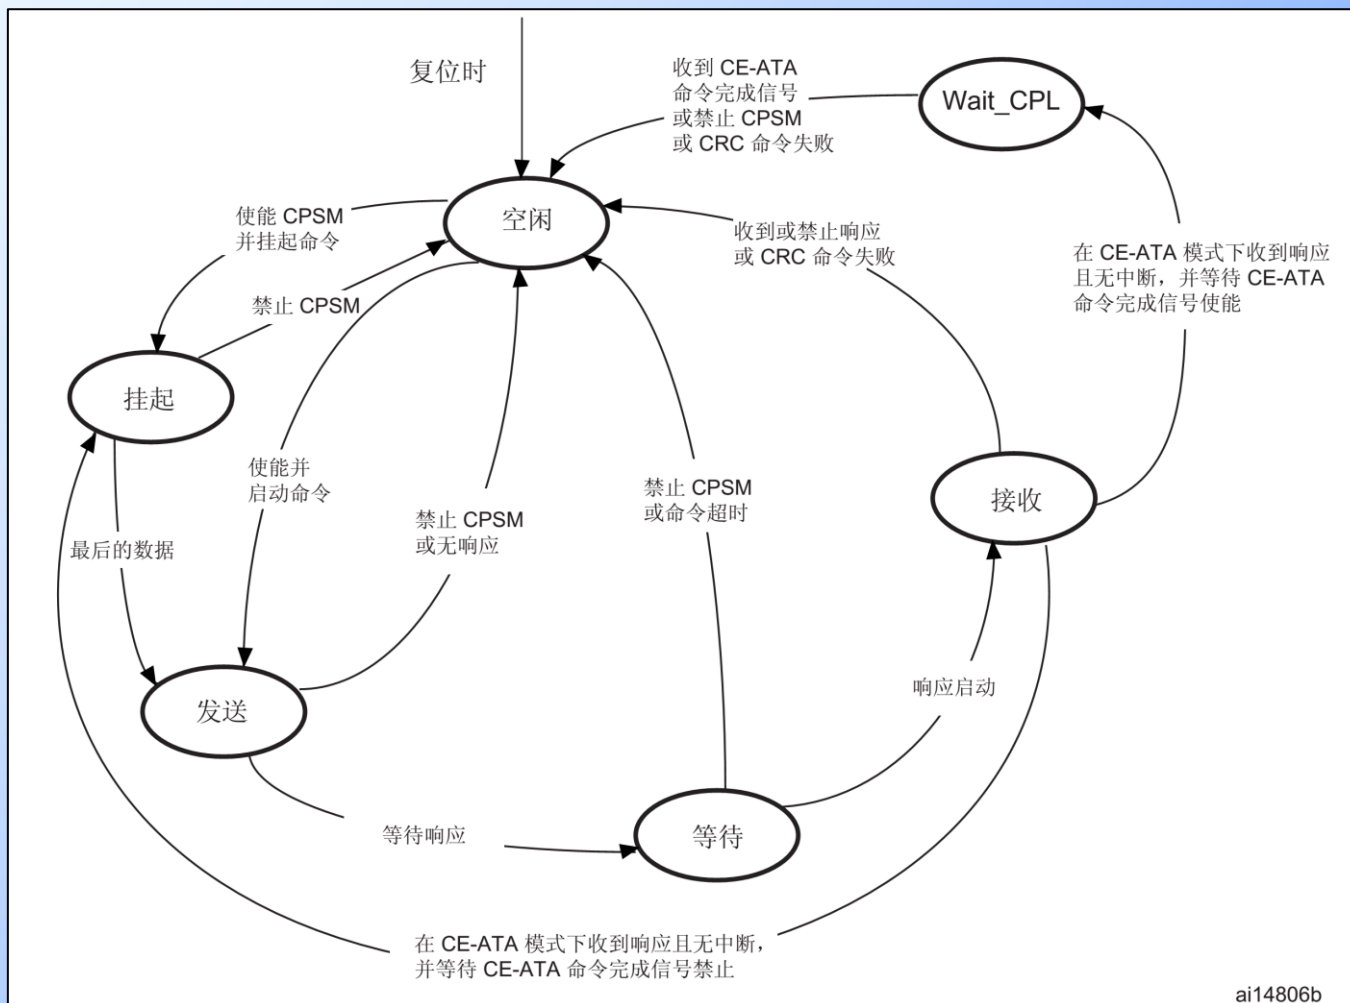 复位时
收到 CE-ATA
命令完成信号
或禁止 CPSM
或 CRC 命令失败
Wait_CPL
使能 CPSM
并挂起命令
空闲
收到或禁止响应
或 CRC 命令失败
在 CE-ATA 模式下收到响应
且无中断，并等待 CE-ATA
命令完成信号使能
禁止 CPSM
挂起
使能并
启动命令
禁止 CPSM
或命令超时
接收
禁止 CPSM
或无响应
最后的数据
响应启动
发送
等待响应
等待
在 CE-ATA 模式下收到响应且无中断，
并等待 CE-ATA 命令完成信号禁止
ai14806b